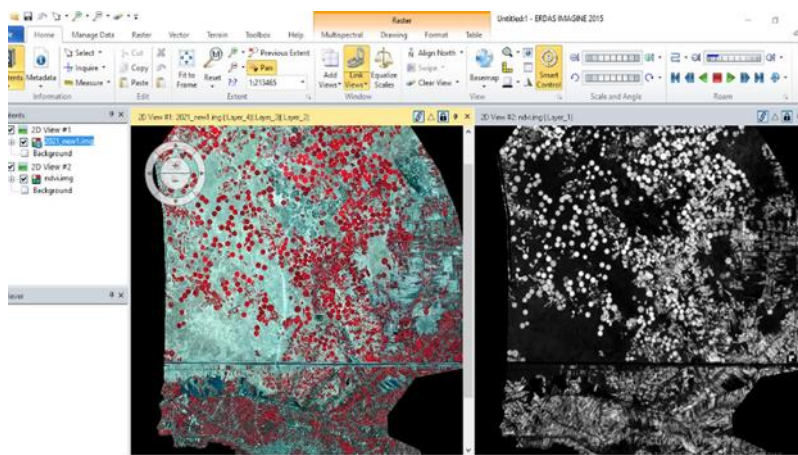 Raster
Untitled:1 - ERDAS IMAGINE 2015
Home Manage Data Raster Vector Terrain Toolbox Help Multispectral Drawing Format Table
Select Cut Previous Extent Align North
Metadata Inquire Copy Fit to Frame Reset Pan Add Views Link Views Equalize Scales Swipe Basemap Smart Control
Measure Paste 1:213465 Clear View
Information Edit Extent Window View Scale and Angle Roam
2D View #1: 2021_new1.img(:Layer_4)(:Layer_3)(:Layer_2)
2D View #2: ndvi.img(:Layer_1)
2D View #1
2021_new1.img
Background
2D View #2
ndvi.img
Background